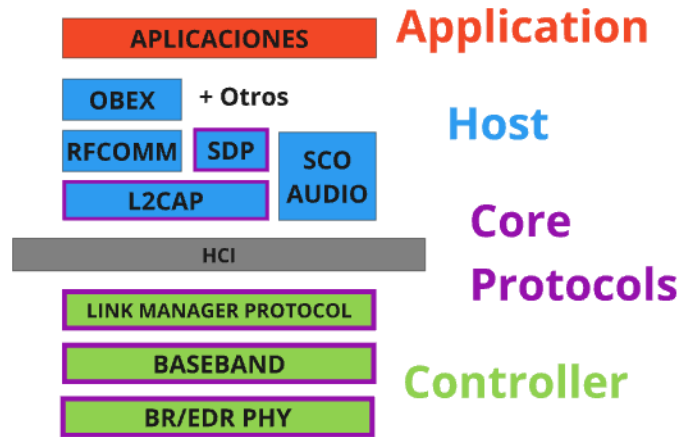 APLICACIONES
Application
OBEX
+ Otros
Host
RFCOMM
SDP
SCO
AUDIO
L2CAP
Core
Protocols
HCI
LINK MANAGER PROTOCOL
BASEBAND
Controller
BR/EDR PHY